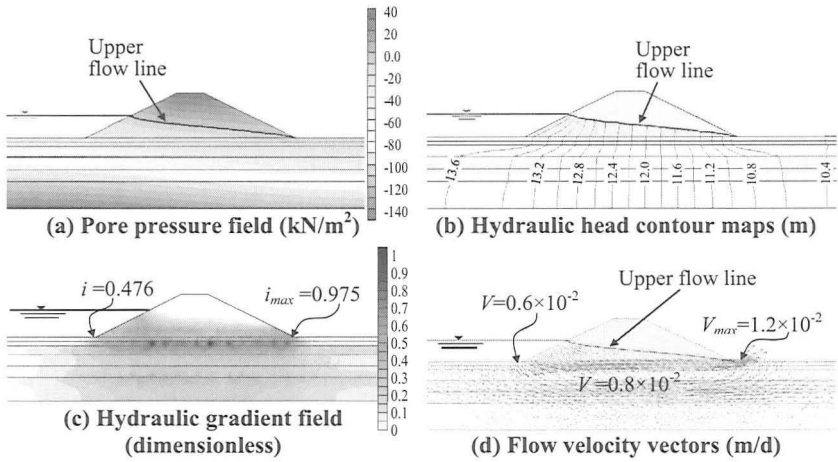 Upper
flow line
40
20
0.0
-20
-40
-60
-80
-100
-120
-140
(a) Pore pressure field (kN/m²)
Upper
flow line
13.6
13.2
12.8
12.4
12.0
11.6
11.2
10.8
10.4
(b) Hydraulic head contour maps (m)
i=0.476
i_max=0.975
1
0.9
0.8
0.7
0.6
0.5
0.4
0.3
0.2
0.1
0
(c) Hydraulic gradient field
(dimensionless)
Upper flow line
V=0.6×10⁻²
V_max=1.2×10⁻²
V=0.8×10⁻²
(d) Flow velocity vectors (m/d)